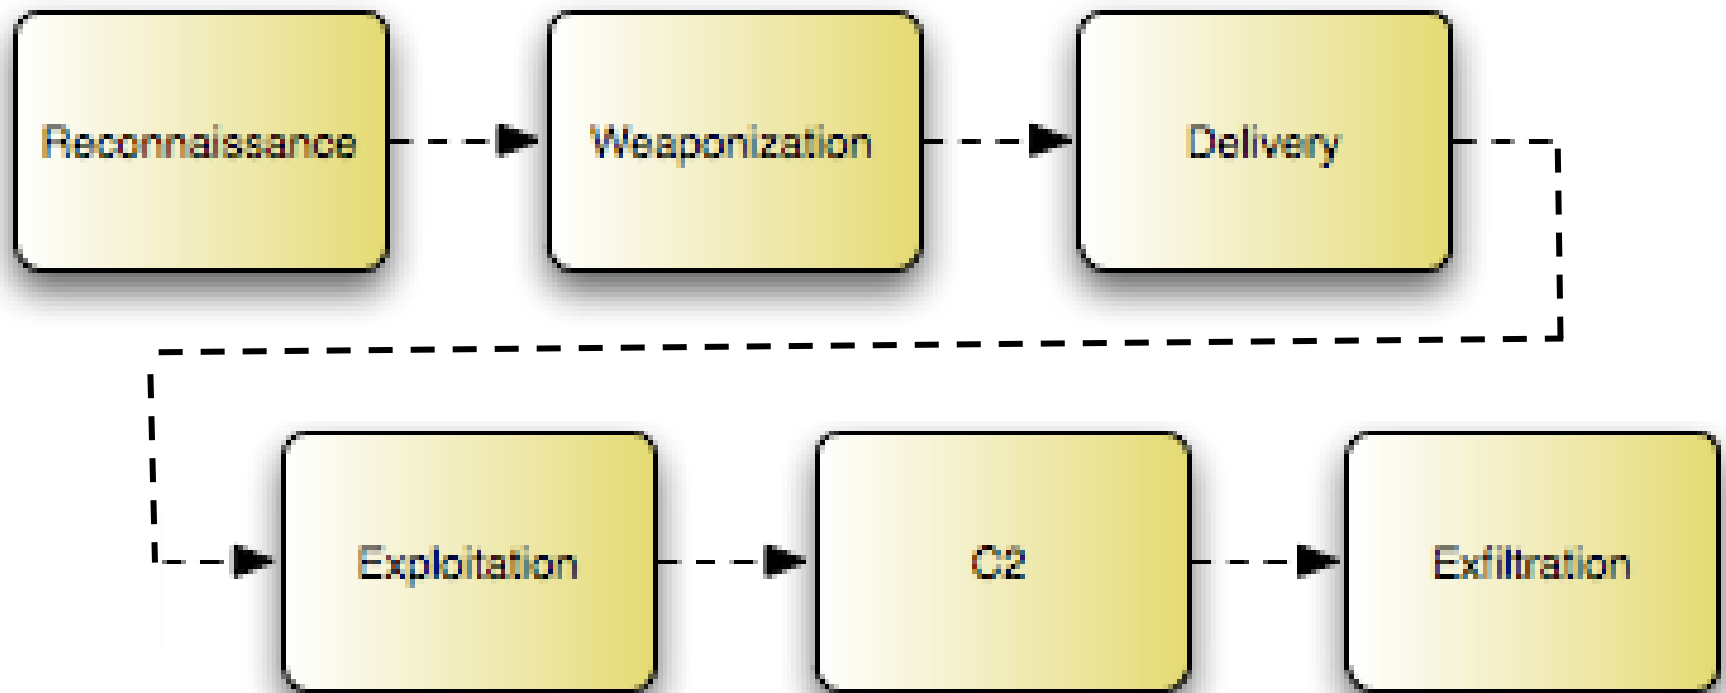 Reconnaissance
Weaponization
Delivery
Exploitation
C2
Exfiltration